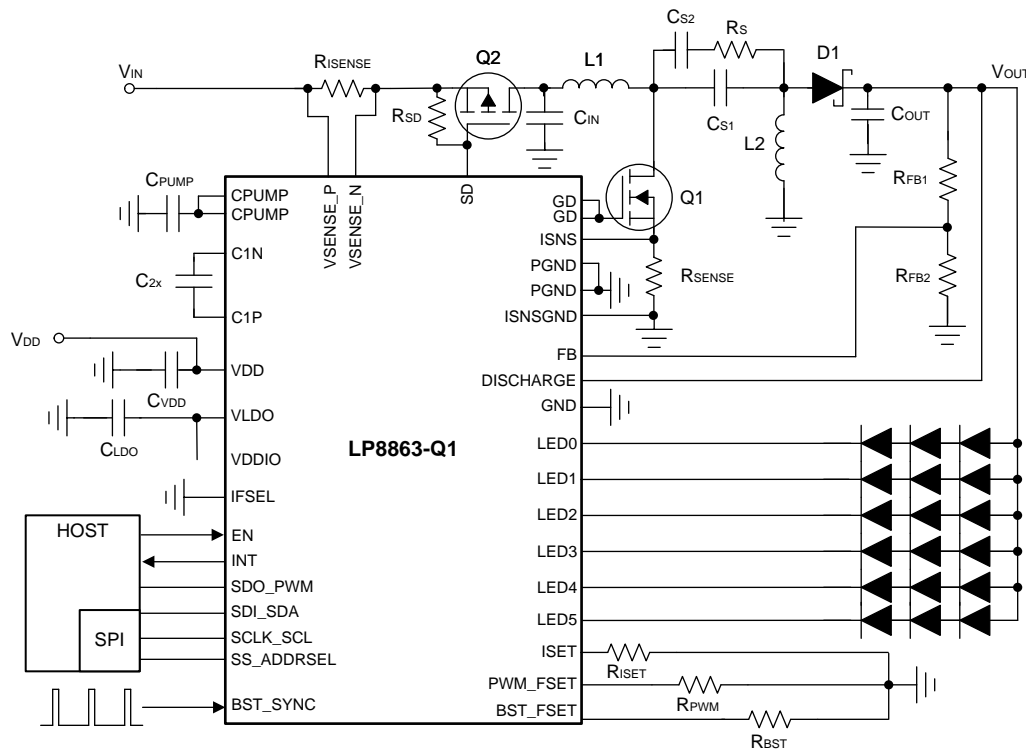 CS2
RS
RISENSE
Q2
L1
D1
VIN
VOUT
RSD
CIN
CS1
COUT
L2
CPUMP
CPUMP
CPUMP
VSENSE_P
VSENSE_N
SD
GD
GD
Q1
RFB1
ISNS
C1N
PGND
RSENSE
C2x
PGND
RFB2
C1P
ISNSGND
VDD
FB
VDD
DISCHARGE
CVDD
GND
VLDO
CLDO
LP8863-Q1
LED0
VDDIO
LED1
IFSEL
LED2
HOST
EN
LED3
INT
SDO_PWM
LED4
SDI_SDA
LED5
SPI
SCLK_SCL
SS_ADDRSEL
ISET
RISET
PWM_FSET
RPWM
BST_SYNC
BST_FSET
RBST